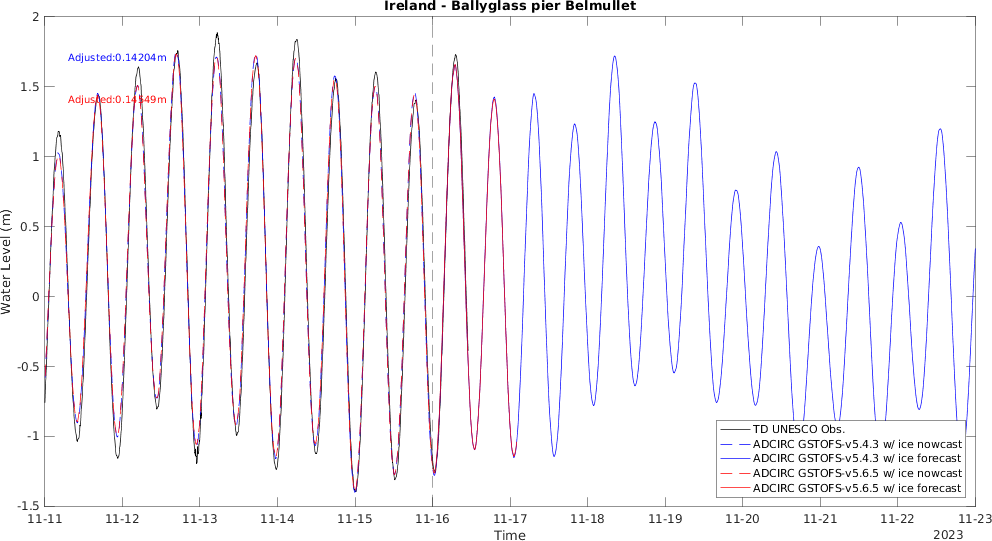 Ireland - Ballyglass pier Belmullet
Adjusted:0.14204m
Adjusted:0.14549m
2
1.5
1
0.5
0
-0.5
-1
-1.5
Water Level (m)
TD UNESCO Obs.
ADCIRC GSTOFS-v5.4.3 w/ ice nowcast
ADCIRC GSTOFS-v5.4.3 w/ ice forecast
ADCIRC GSTOFS-v5.6.5 w/ ice nowcast
ADCIRC GSTOFS-v5.6.5 w/ ice forecast
11-11 11-12 11-13 11-14 11-15 11-16 11-17 11-18 11-19 11-20 11-21 11-22 11-23
Time
2023